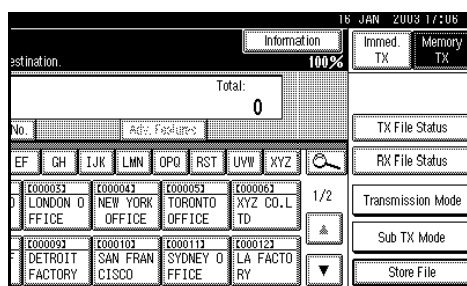 16 JAN 2003 17:06
Information
Immed. TX
Memory TX
estination.
100%
Total:
0
No.
Adv. Features
TX File Status
EF GH IJK LMN OPQ RST UVW XYZ
RX File Status
[00003] [00004] [00005] [00006]
LONDON O NEW YORK TORONTO XYZ CO.L
FFICE OFFICE OFFICE TD
1/2
Transmission Mode
Sub TX Mode
[00009] [00010] [00011] [00012]
F DETROIT SAN FRAN SYDNEY O LA FACTO
FACTORY CISCO FFICE RY
Store File